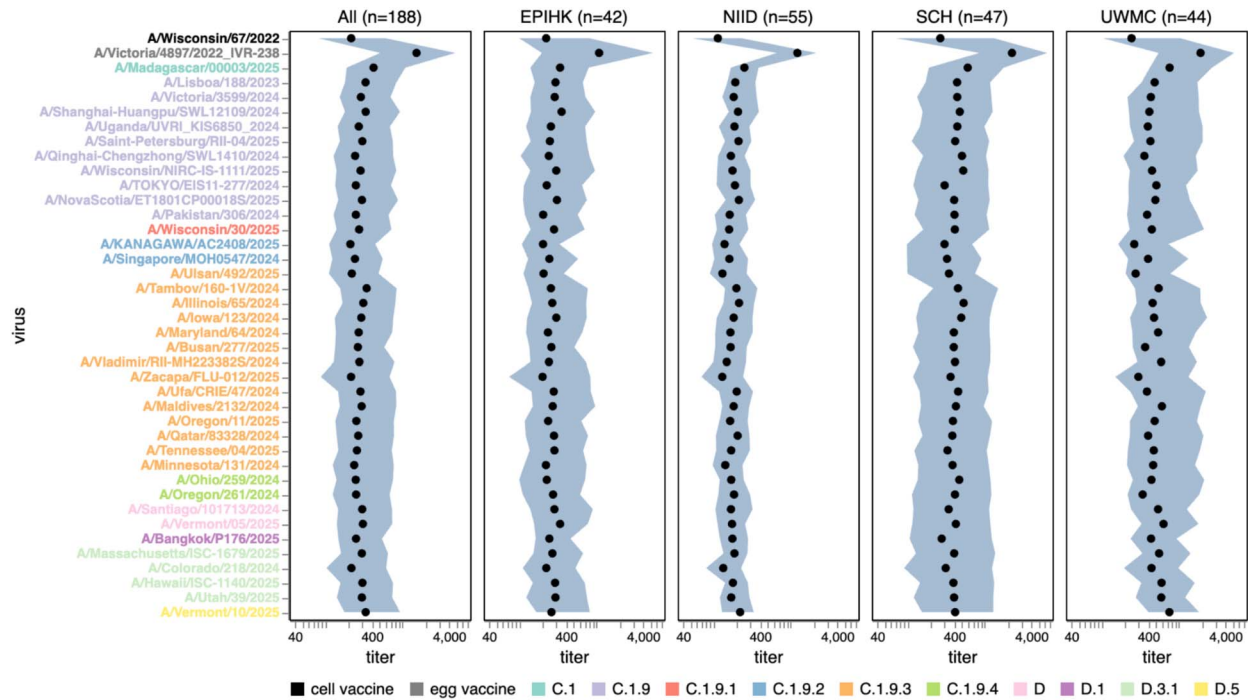 All (n=188) EPIHK (n=42) NIID (n=55) SCH (n=47) UWMC (n=44)
virus
A/Wisconsin/67/2022
A/Victoria/4897/2022_IVR-238
A/Madagascar/00003/2025
A/Lisboa/188/2023
A/Victoria/3599/2024
A/Shanghai-Huangpu/SWL12109/2024
A/Uganda/UVRI_KIS6850_2024
A/Saint-Petersburg/RII-04/2025
A/Qinghai-Chengzhong/SWL1410/2024
A/Wisconsin/NIRC-IS-1111/2025
A/TOKYO/EIS11-277/2024
A/NovaScotia/ET1801CP00018S/2025
A/Pakistan/306/2024
A/Wisconsin/30/2025
A/KANAGAWA/AC2408/2025
A/Singapore/MOH0547/2024
A/Ulsan/492/2025
A/Tambov/160-1V/2024
A/Illinois/65/2024
A/Iowa/123/2024
A/Maryland/64/2024
A/Busan/277/2025
A/Vladimir/RII-MH223382S/2024
A/Zacapa/FLU-012/2025
A/Ufa/CRIE/47/2024
A/Maldives/2132/2024
A/Oregon/11/2025
A/Qatar/83328/2024
A/Tennessee/04/2025
A/Minnesota/131/2024
A/Ohio/259/2024
A/Oregon/261/2024
A/Santiago/101713/2024
A/Vermont/05/2025
A/Bangkok/P176/2025
A/Massachusetts/ISC-1679/2025
A/Colorado/218/2024
A/Hawaii/ISC-1140/2025
A/Utah/39/2025
A/Vermont/10/2025
40 400 4,000 40 400 4,000 40 400 4,000 40 400 4,000 40 400 4,000
titer titer titer titer titer
cell vaccine egg vaccine C.1 C.1.9 C.1.9.1 C.1.9.2 C.1.9.3 C.1.9.4 D D.1 D.3.1 D.5